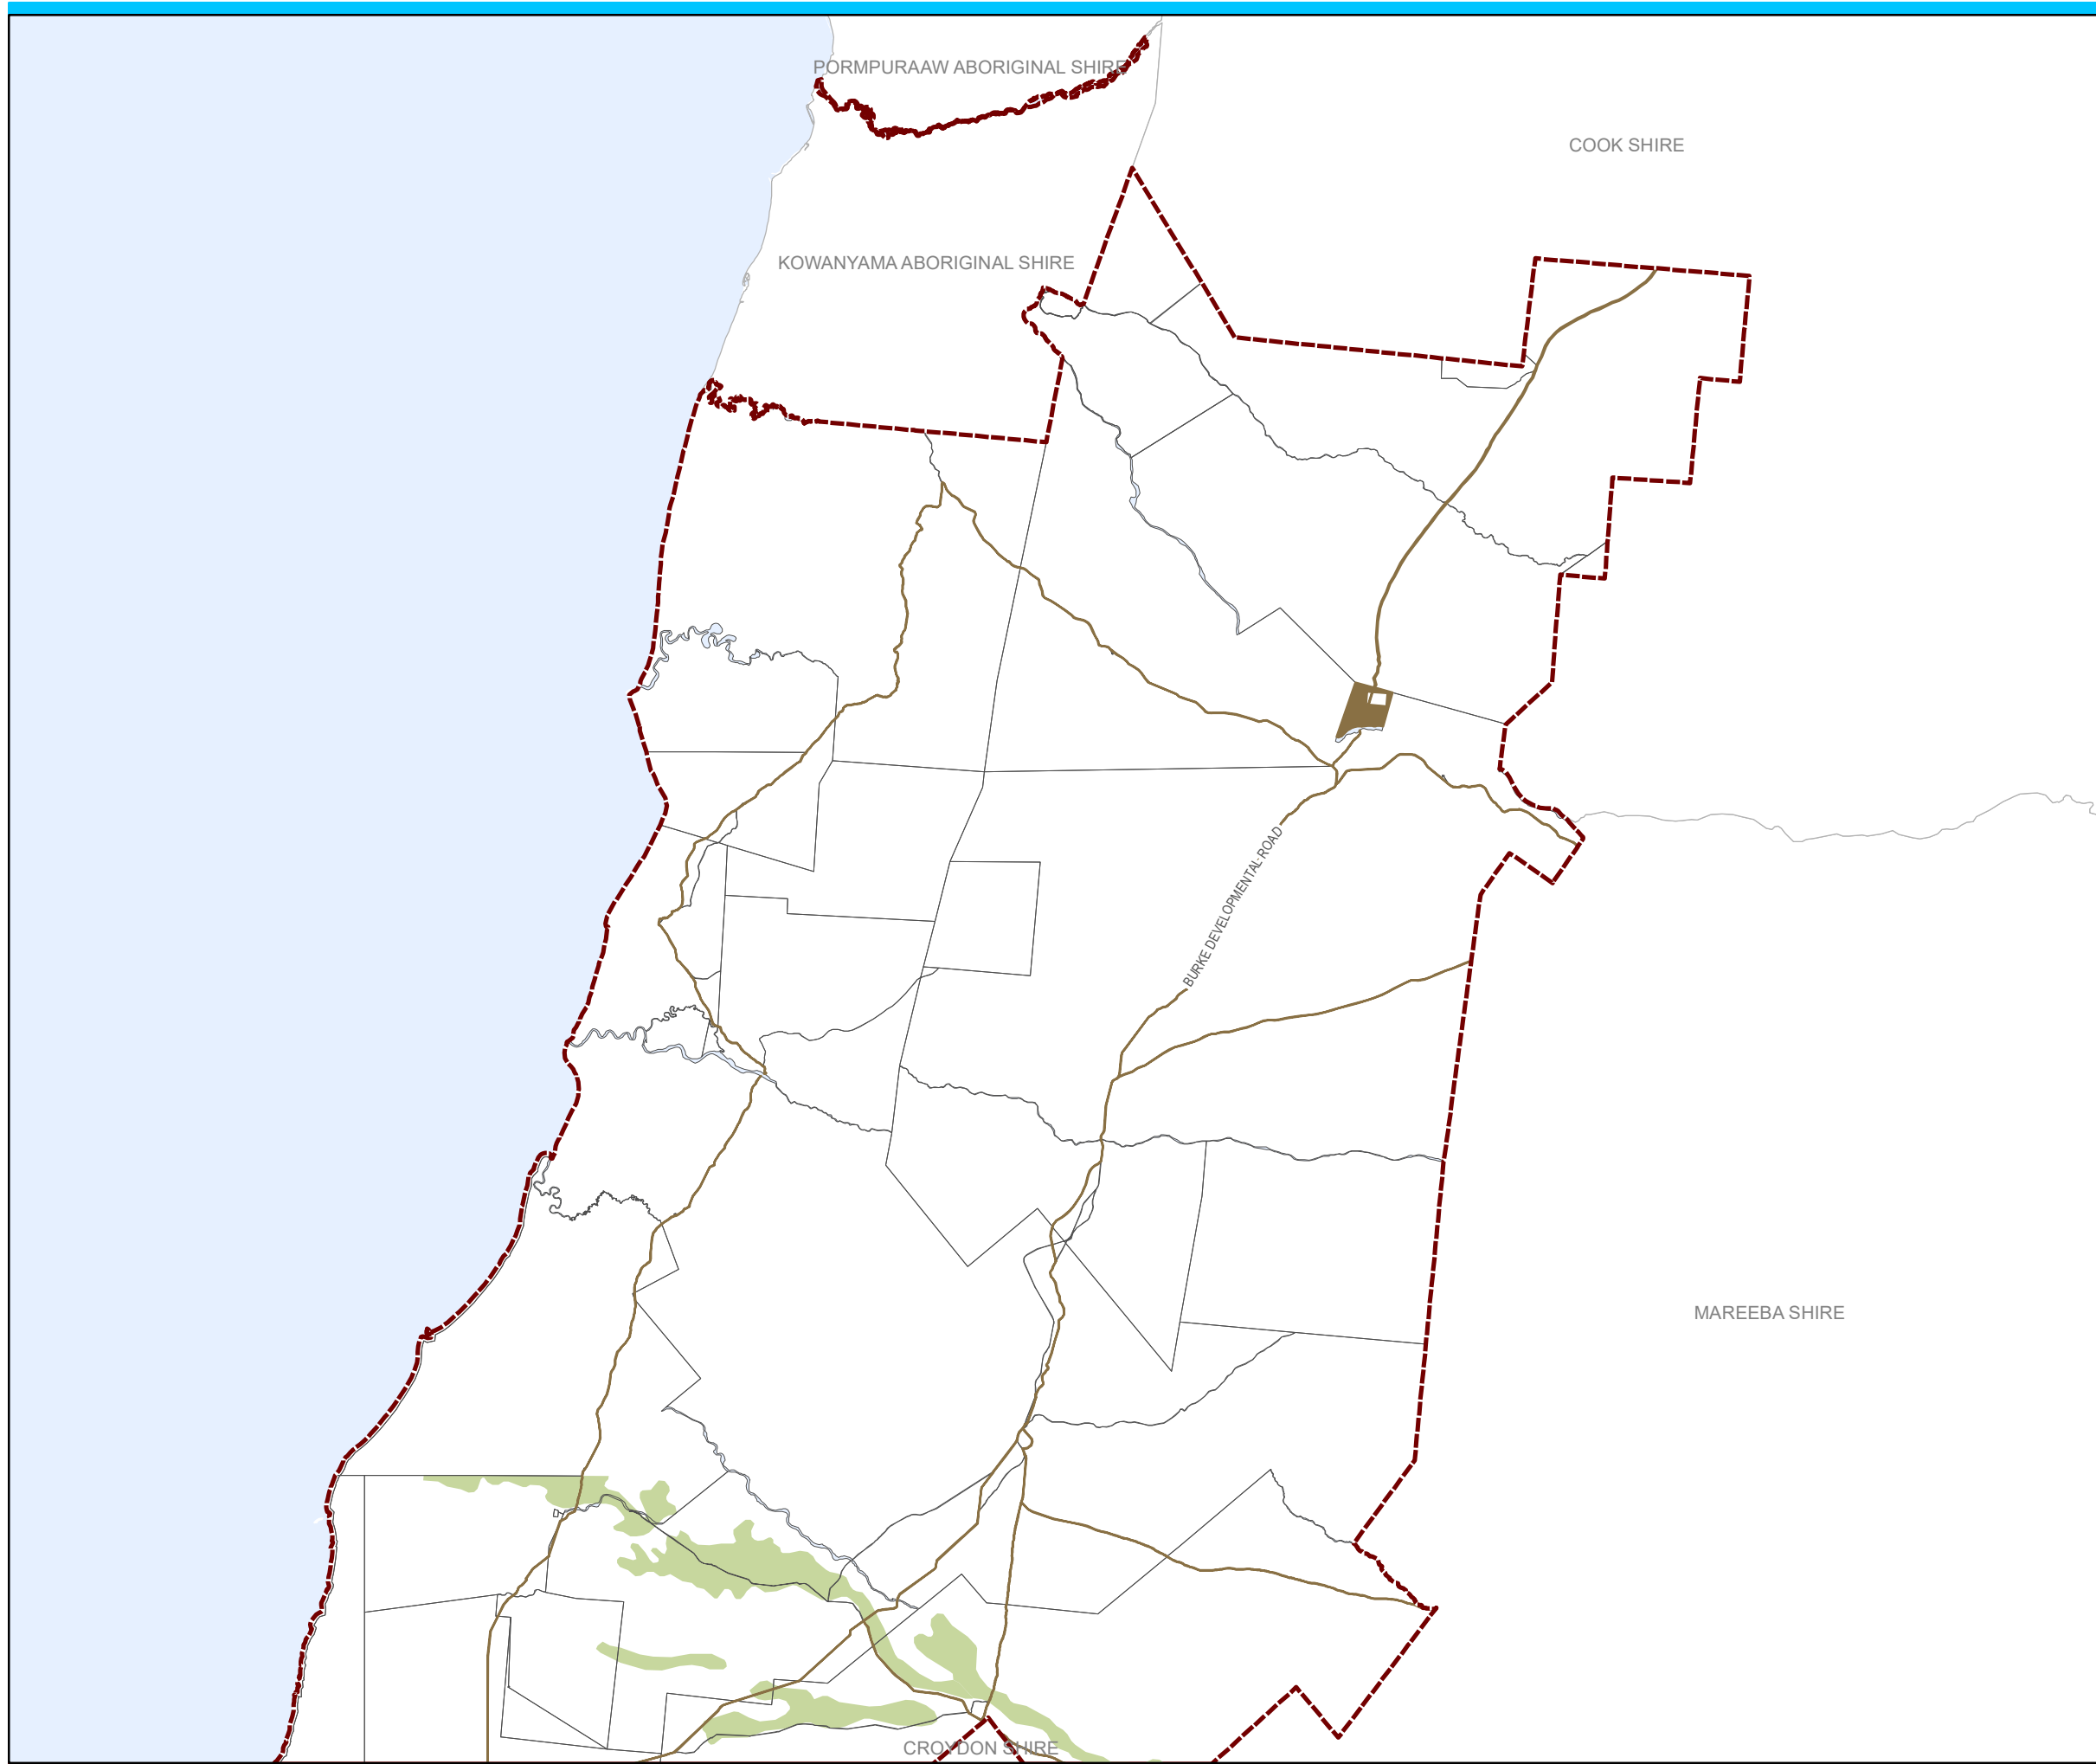 PORMPURAAW ABORIGINAL SHIRE
COOK SHIRE
KOWANYAMA ABORIGINAL SHIRE
BURKE DEVELOPMENTAL ROAD
MAREEBA SHIRE
CROYDON SHIRE